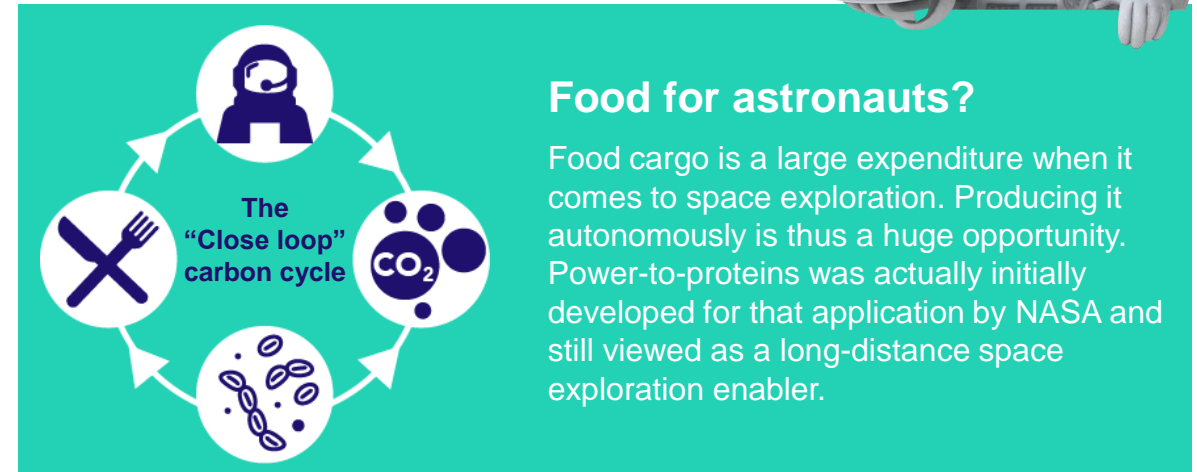 The
“Close loop”
carbon cycle
CO2
Food for astronauts?
Food cargo is a large expenditure when it
comes to space exploration. Producing it
autonomously is thus a huge opportunity.
Power-to-proteins was actually initially
developed for that application by NASA and
still viewed as a long-distance space
exploration enabler.